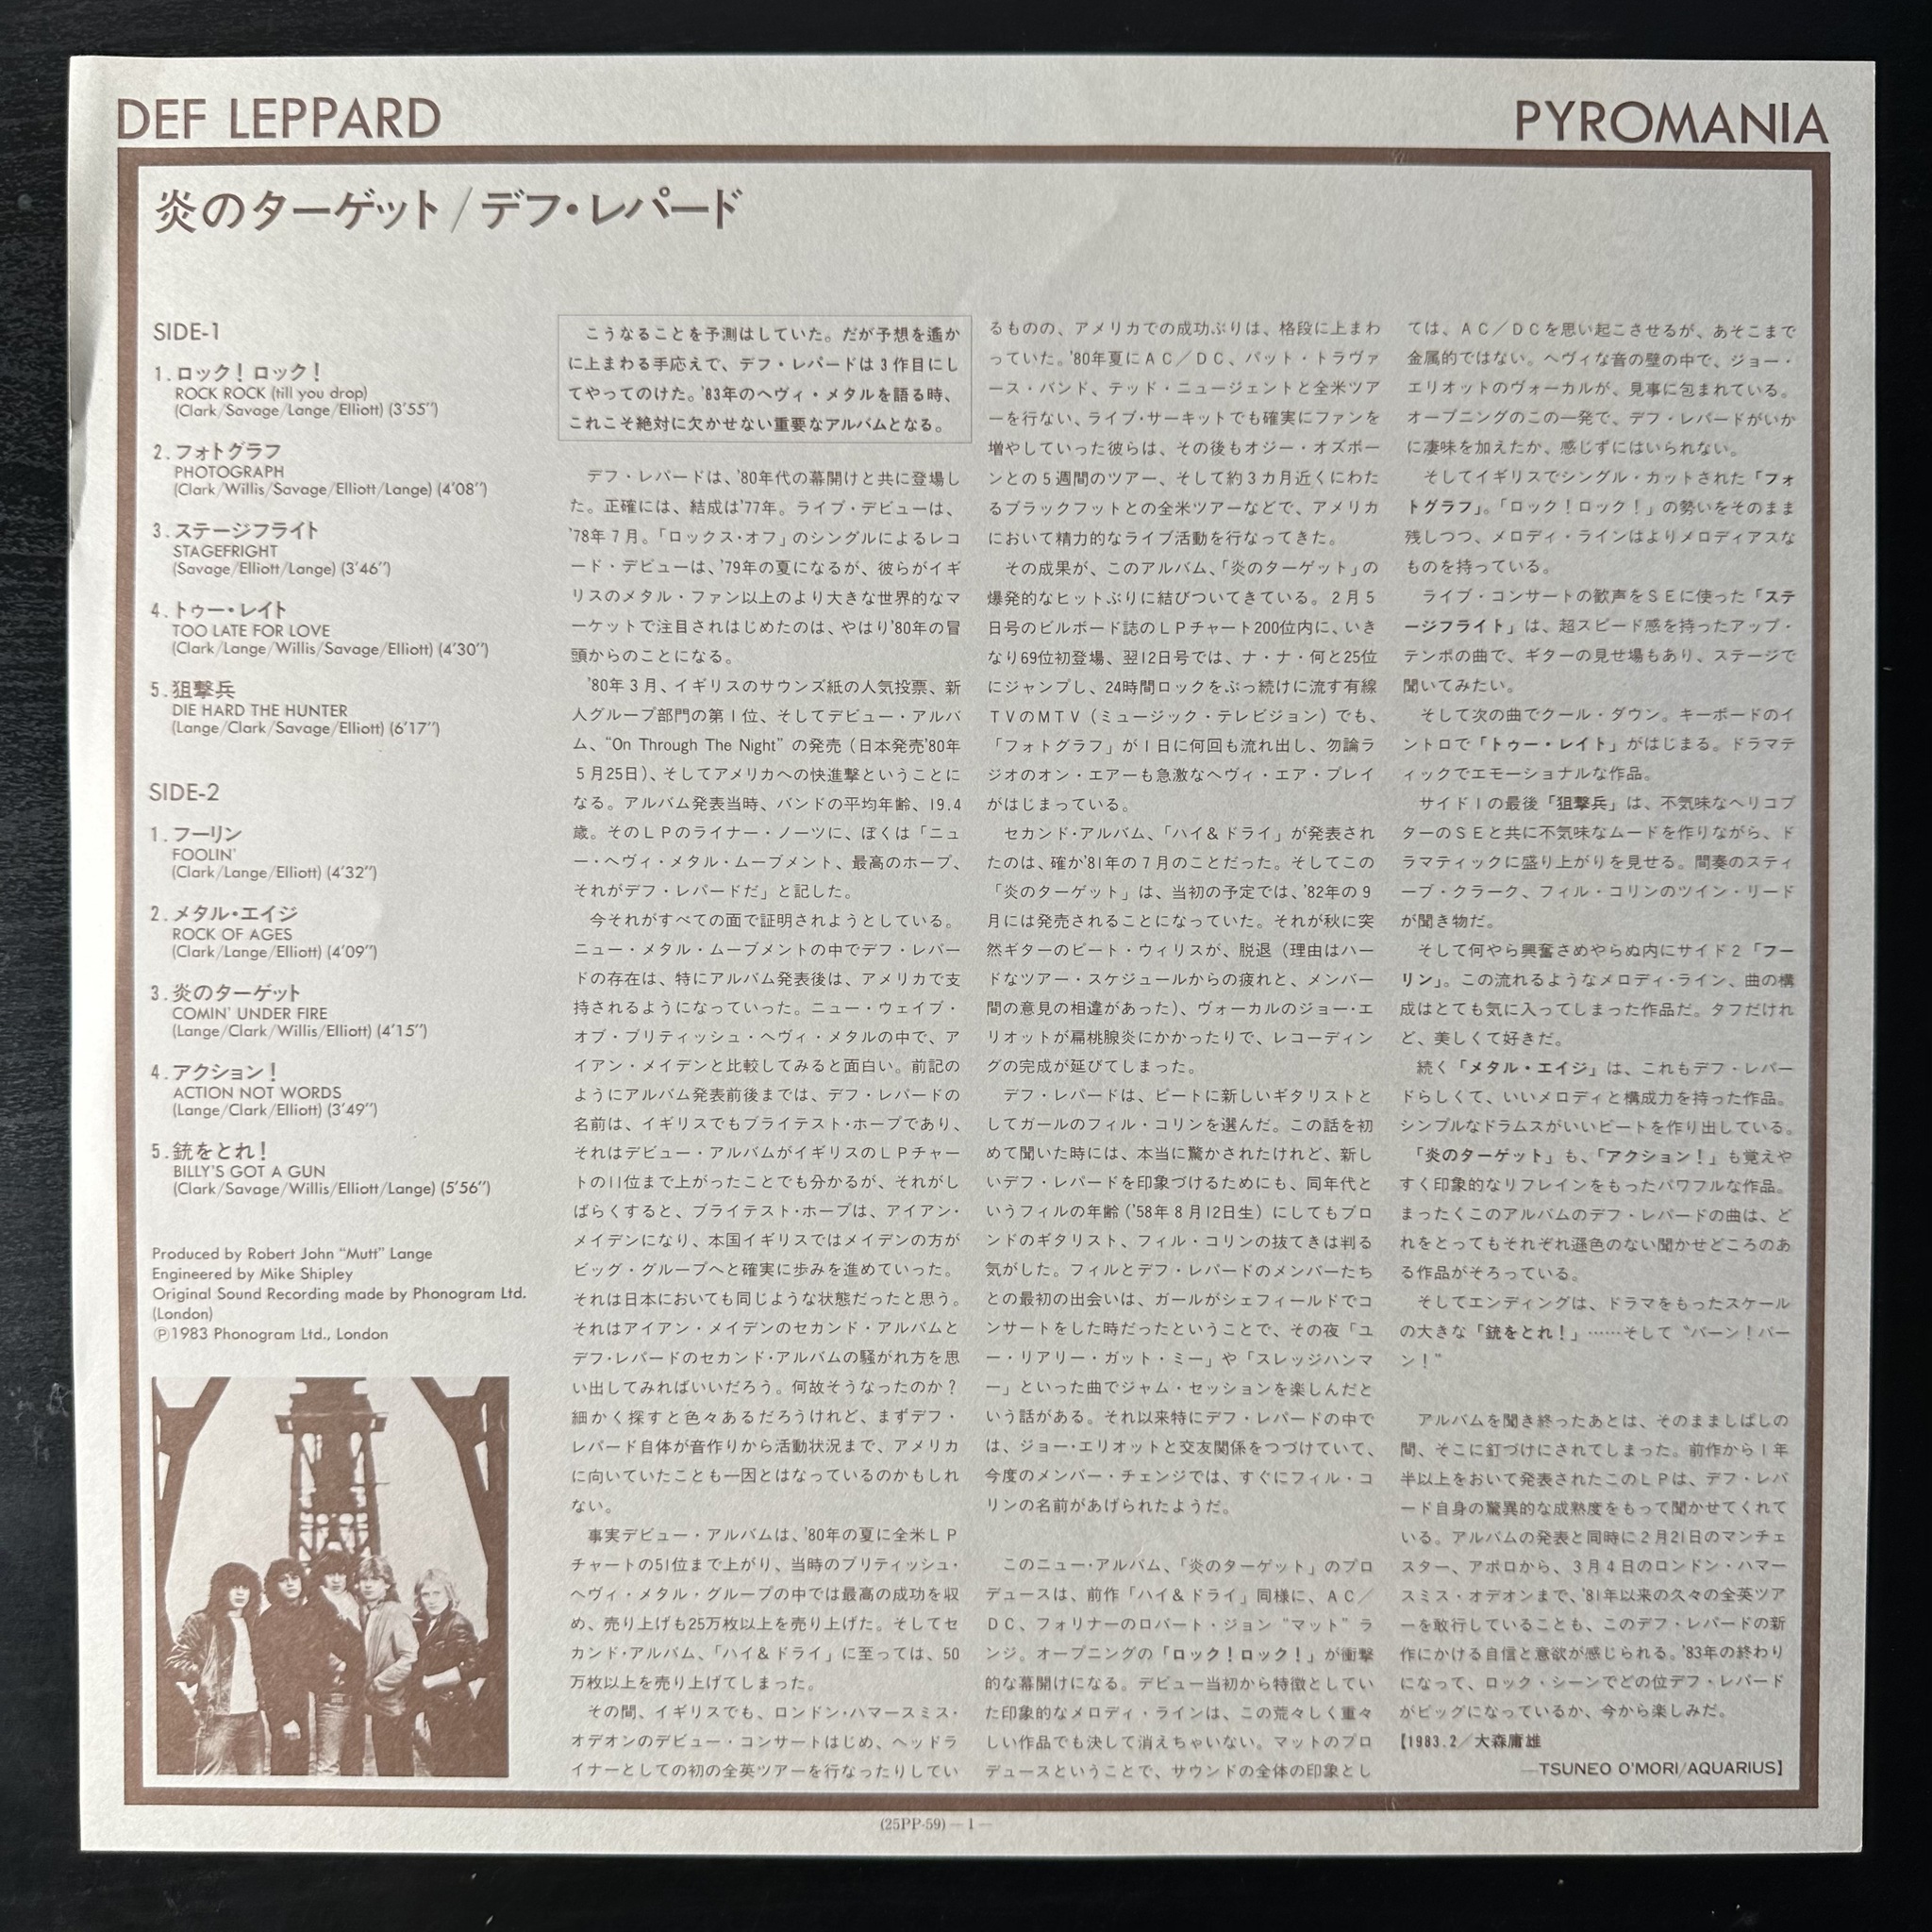 DEF LEPPARD
PYROMANIA
炎のターゲット/デフ・レパード
SIDE-1
1.ロック!ロック!
ROCK ROCK (till you drop)
(Clark/Savage/Lange/Elliott) (3′55″)
2.フォトグラフ
PHOTOGRAPH
(Clark/Willis/Savage/Elliott/Lange) (4′08″)
3.ステージフライト
STAGEFRIGHT
(Savage/Elliott/Lange) (3′46″)
4.トゥー・レイト
TOO LATE FOR LOVE
(Clark/Lange/Willis/Savage/Elliott) (4′30″)
5.狙撃兵
DIE HARD THE HUNTER
(Lange/Clark/Savage/Elliott) (6′17″)
SIDE-2
1.フーリン
FOOLIN'
(Clark/Lange/Elliott) (4′32″)
2.メタル・エイジ
ROCK OF AGES
(Clark/Lange/Elliott) (4′09″)
3.炎のターゲット
COMIN' UNDER FIRE
(Lange/Clark/Willis/Elliott) (4′15″)
4.アクション!
ACTION NOT WORDS
(Lange/Clark/Elliott) (3′49″)
5.銃をとれ!
BILLY'S GOT A GUN
(Clark/Savage/Willis/Elliott/Lange) (5′56″)
Produced by Robert John “Mutt” Lange
Engineered by Mike Shipley
Original Sound Recording made by Phonogram Ltd.
(London)
Ⓟ1983 Phonogram Ltd., London
こうなることを予測はしていた。だが予想を遙か
に上まわる手応えで、デフ・レパードは3作目にし
てやってのけた。'83年のヘヴィ・メタルを語る時、
これこそ絶対に欠かせない重要なアルバムとなる。
デフ・レパードは、'80年代の幕開けと共に登場し
た。正確には、結成は'77年。ライブ・デビューは、
'78年7月。「ロックス・オフ」のシングルによるレコ
ード・デビューは、'79年の夏になるが、彼らがイギ
リスのメタル・ファン以上のより大きな世界的なマ
ーケットで注目されはじめたのは、やはり'80年の冒
頭からのことになる。
'80年3月、イギリスのサウンズ紙の人気投票、新
人グループ部門の第1位、そしてデビュー・アルバ
ム、“On Through The Night” の発売(日本発売'80年
5月25日)、そしてアメリカへの快進撃ということに
なる。アルバム発表当時、バンドの平均年齢、19.4
歳。そのLPのライナー・ノーツに、ぼくは「ニュ
ー・ヘヴィ・メタル・ムーブメント、最高のホープ、
それがデフ・レパードだ」と記した。
今それがすべての面で証明されようとしている。
ニュー・メタル・ムーブメントの中でデフ・レパー
ドの存在は、特にアルバム発表後は、アメリカで支
持されるようになっていった。ニュー・ウェイブ・
オブ・ブリティッシュ・ヘヴィ・メタルの中で、ア
イアン・メイデンと比較してみると面白い。前記の
ようにアルバム発表前後までは、デフ・レパードの
名前は、イギリスでもブライテスト・ホープであり、
それはデビュー・アルバムがイギリスのLPチャー
トの11位まで上がったことでも分かるが、それがし
ばらくすると、ブライテスト・ホープは、アイアン・
メイデンになり、本国イギリスではメイデンの方が
ビッグ・グループへと確実に歩みを進めていった。
それは日本においても同じような状態だったと思う。
それはアイアン・メイデンのセカンド・アルバムと
デフ・レパードのセカンド・アルバムの騒がれ方を思
い出してみればいいだろう。何故そうなったのか?
細かく探すと色々あるだろうけれど、まずデフ・
レパード自体が音作りから活動状況まで、アメリカ
に向いていたことも一因とはなっているのかもしれ
ない。
事実デビュー・アルバムは、'80年の夏に全米LP
チャートの51位まで上がり、当時のブリティッシュ・
ヘヴィ・メタル・グループの中では最高の成功を収
め、売り上げも25万枚以上を売り上げた。そしてセ
カンド・アルバム、「ハイ&ドライ」に至っては、50
万枚以上を売り上げてしまった。
その間、イギリスでも、ロンドン・ハマースミス・
オデオンのデビュー・コンサートはじめ、ヘッドラ
イナーとしての初の全英ツアーを行なったりしてい
るものの、アメリカでの成功ぶりは、格段に上まわ
っていた。'80年夏にAC/DC、パット・トラヴァ
ース・バンド、テッド・ニュージェントと全米ツア
ーを行ない、ライブ・サーキットでも確実にファンを
増やしていった彼らは、その後もオジー・オズボー
ンとの5週間のツアー、そして約3カ月近くにわた
るブラックフットとの全米ツアーなどで、アメリカ
において精力的なライブ活動を行なってきた。
その成果が、このアルバム、「炎のターゲット」の
爆発的なヒットぶりに結びついてきている。2月5
日号のビルボード誌のLPチャート200位内に、いき
なり69位初登場、翌12日号では、ナ・ナ・何と25位
にジャンプし、24時間ロックをぶっ続けに流す有線
TVのMTV(ミュージック・テレビジョン)でも、
「フォトグラフ」が1日に何回も流れ出し、勿論ラ
ジオのオン・エアーも急激なヘヴィ・エア・プレイ
がはじまっている。
セカンド・アルバム、「ハイ&ドライ」が発表され
たのは、確か'81年の7月のことだった。そしてこの
「炎のターゲット」は、当初の予定では、'82年の9
月には発売されることになっていた。それが秋に突
然ギターのピート・ウィリスが、脱退(理由はハー
ドなツアー・スケジュールからの疲れと、メンバー
間の意見の相違があった)、ヴォーカルのジョー・エ
リオットが扁桃腺炎にかかったりで、レコーディン
グの完成が延びてしまった。
デフ・レパードは、ピートに新しいギタリストと
してガールのフィル・コリンを選んだ。この話を初
めて聞いた時には、本当に驚かされたけれど、新し
いデフ・レパードを印象づけるためにも、同年代と
いうフィルの年齢('58年8月12日生)にしてもブロ
ンドのギタリスト、フィル・コリンの抜てきは判る
気がした。フィルとデフ・レパードのメンバーたち
との最初の出会いは、ガールがシェフィールドでコ
ンサートをした時だったということで、その夜「ユ
ー・リアリー・ガット・ミー」や「スレッジハンマ
ー」といった曲でジャム・セッションを楽しんだと
いう話がある。それ以来特にデフ・レパードの中で
は、ジョー・エリオットと交友関係をつづけていて、
今度のメンバー・チェンジでは、すぐにフィル・コ
リンの名前があげられたようだ。
このニュー・アルバム、「炎のターゲット」のプロ
デュースは、前作「ハイ&ドライ」同様に、AC/
DC、フォリナーのロバート・ジョン “マット” ラ
ンジ。オープニングの「ロック!ロック!」が衝撃
的な幕開けになる。デビュー当初から特徴としてい
た印象的なメロディ・ラインは、この荒々しく重々
しい作品でも決して消えちゃいない。マットのプロ
デュースということで、サウンドの全体の印象とし
ては、AC/DCを思い起こさせるが、あそこまで
金属的ではない。ヘヴィな音の壁の中で、ジョー・
エリオットのヴォーカルが、見事に包まれている。
オープニングのこの一発で、デフ・レパードがいか
に凄味を加えたか、感じずにはいられない。
そしてイギリスでシングル・カットされた「フォ
トグラフ」。「ロック!ロック!」の勢いをそのまま
残しつつ、メロディ・ラインはよりメロディアスな
ものを持っている。
ライブ・コンサートの歓声をSEに使った「ステ
ージフライト」は、超スピード感を持ったアップ・
テンポの曲で、ギターの見せ場もあり、ステージで
聞いてみたい。
そして次の曲でクール・ダウン。キーボードのイ
ントロで「トゥー・レイト」がはじまる。ドラマテ
ィックでエモーショナルな作品。
サイド1の最後「狙撃兵」は、不気味なヘリコプ
ターのSEと共に不気味なムードを作りながら、ド
ラマティックに盛り上がりを見せる。間奏のスティ
ーブ・クラーク、フィル・コリンのツイン・リード
が聞き物だ。
そして何やら興奮さめやらぬ内にサイド2「フー
リン」。この流れるようなメロディ・ライン、曲の構
成はとても気に入ってしまった作品だ。タフだけれ
ど、美しくて好きだ。
続く「メタル・エイジ」は、これもデフ・レパー
ドらしくて、いいメロディと構成力を持った作品。
シンプルなドラムスがいいビートを作り出している。
「炎のターゲット」も、「アクション!」も覚えや
すく印象的なリフレインをもったパワフルな作品。
まったくこのアルバムのデフ・レパードの曲は、ど
れをとってもそれぞれ遜色のない聞かせどころのあ
る作品がそろっている。
そしてエンディングは、ドラマをもったスケール
の大きな「銃をとれ!」……そして〝バーン!バー
ン!〟
アルバムを聞き終ったあとは、そのまましばしの
間、そこに釘づけにされてしまった。前作から1年
半以上をおいて発表されたこのLPは、デフ・レパ
ード自身の驚異的な成熟度をもって聞かせてくれて
いる。アルバムの発表と同時に2月21日のマンチェ
スター、アポロから、3月4日のロンドン・ハマー
スミス・オデオンまで、'81年以来の久々の全英ツア
ーを敢行していることも、このデフ・レパードの新
作にかける自信と意欲が感じられる。'83年の終わり
になって、ロック・シーンでどの位デフ・レパード
がビッグになっているか、今から楽しみだ。
【1983.2/大森庸雄
—TSUNEO O'MORI/AQUARIUS】
(25PP-59) — 1 —